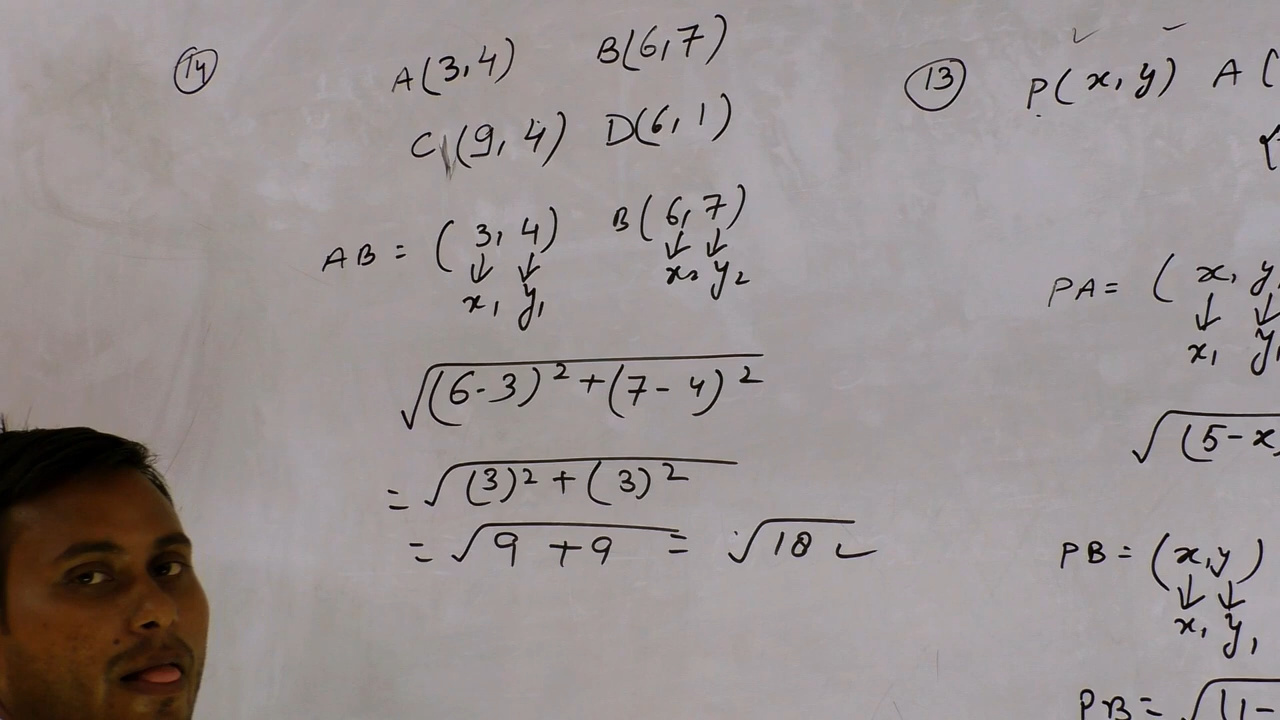 14
A(3,4) B(6,7)
C(9,4) D(6,1)
AB = (3,4) B(6,7)
↓ ↓ ↓ ↓
x₁ y₁ x₂ y₂
√((6-3)² + (7-4)²
= √((3)² + (3)²)
= √(9 + 9) = √18
13 P(x,y) A(
PA = (x, y
↓ ↓
x₁ y₁
√(5-x)
PB = (x,y)
↓ ↓
x₁ y₁
PB = √(1-